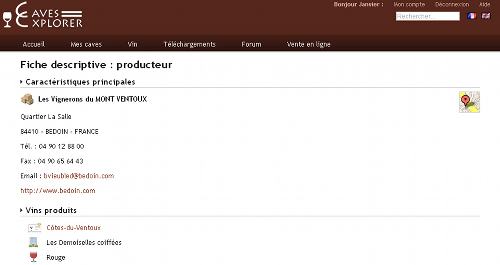 CAVES EXPLORER
Bonjour Janvier : Mon compte Déconnexion Aide
Rechercher...
Accueil Mes caves Vin Téléchargements Forum Vente en ligne
Fiche descriptive : producteur
Caractéristiques principales
Les Vignerons du MONT VENTOUX
Quartier La Salle
84410 - BEDOIN - FRANCE
Tél. : 04 90 12 88 00
Fax : 04 90 65 64 43
Email : bvieubled@bedoin.com
http://www.bedoin.com
Vins produits
Côtes-du-Ventoux
Les Demoiselles coiffées
Rouge